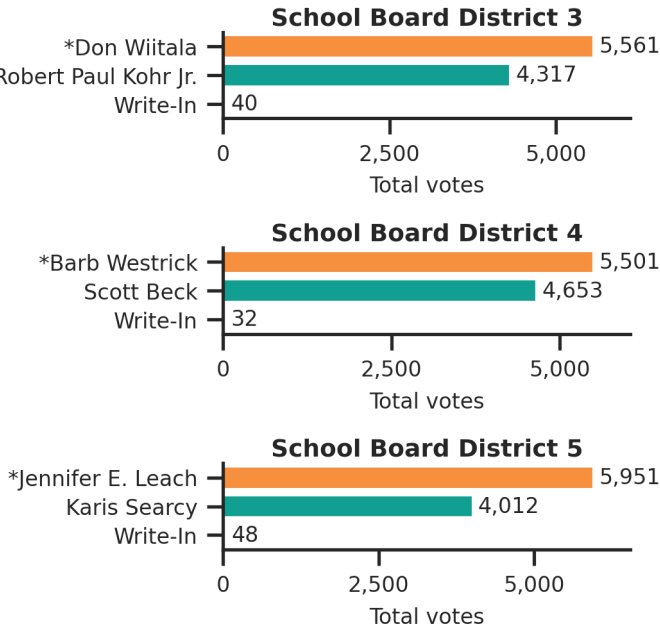 School Board District 3
*Don Wiitala 5,561
Robert Paul Kohr Jr. 4,317
Write-In 40
0 2,500 5,000
Total votes
School Board District 4
*Barb Westrick 5,501
Scott Beck 4,653
Write-In 32
0 2,500 5,000
Total votes
School Board District 5
*Jennifer E. Leach 5,951
Karis Searcy 4,012
Write-In 48
0 2,500 5,000
Total votes